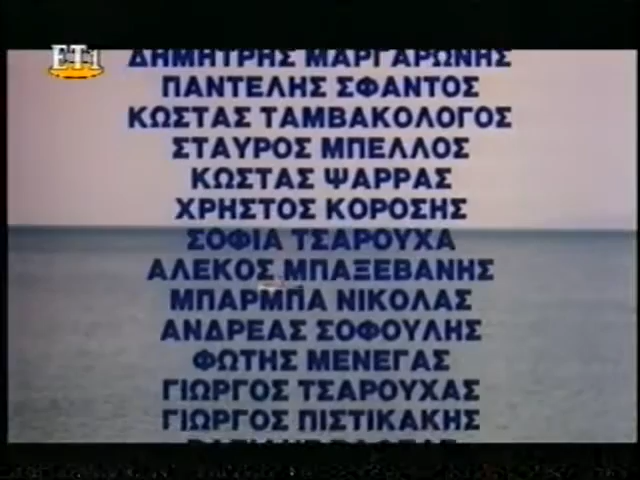 ET1
ΔΗΜΗΤΡΗΣ ΜΑΡΓΑΡΩΝΗΣ
ΠΑΝΤΕΛΗΣ ΣΦΑΝΤΟΣ
ΚΩΣΤΑΣ ΤΑΜΒΑΚΟΛΟΓΟΣ
ΣΤΑΥΡΟΣ ΜΠΕΛΛΟΣ
ΚΩΣΤΑΣ ΨΑΡΡΑΣ
ΧΡΗΣΤΟΣ ΚΟΡΟΣΗΣ
ΣΟΦΙΑ ΤΣΑΡΟΥΧΑ
ΑΛΕΚΟΣ ΜΠΑΞΕΒΑΝΗΣ
ΜΠΑΡΜΠΑ ΝΙΚΟΛΑΣ
ΑΝΔΡΕΑΣ ΣΟΦΟΥΛΗΣ
ΦΩΤΗΣ ΜΕΝΕΓΑΣ
ΓΙΩΡΓΟΣ ΤΣΑΡΟΥΧΑΣ
ΓΙΩΡΓΟΣ ΠΙΣΤΙΚΑΚΗΣ